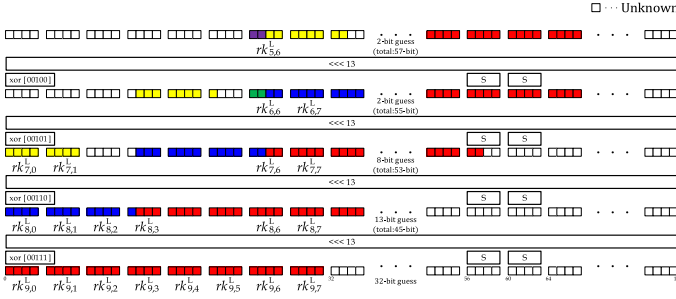 ··· Unknown
2-bit guess
(total:57-bit)
rk^L_{5,6}
<<< 13
xor [00100]
S S
2-bit guess
(total:55-bit)
rk^L_{6,6} rk^L_{6,7}
<<< 13
xor [00101]
S S
8-bit guess
(total:53-bit)
rk^L_{7,0} rk^L_{7,1} rk^L_{7,6} rk^L_{7,7}
<<< 13
xor [00110]
S S
13-bit guess
(total:45-bit)
rk^L_{8,0} rk^L_{8,1} rk^L_{8,2} rk^L_{8,3} rk^L_{8,6} rk^L_{8,7}
<<< 13
xor [00111]
S S
32-bit guess
0 32 56 60 64
rk^L_{9,0} rk^L_{9,1} rk^L_{9,2} rk^L_{9,3} rk^L_{9,4} rk^L_{9,5} rk^L_{9,6} rk^L_{9,7}